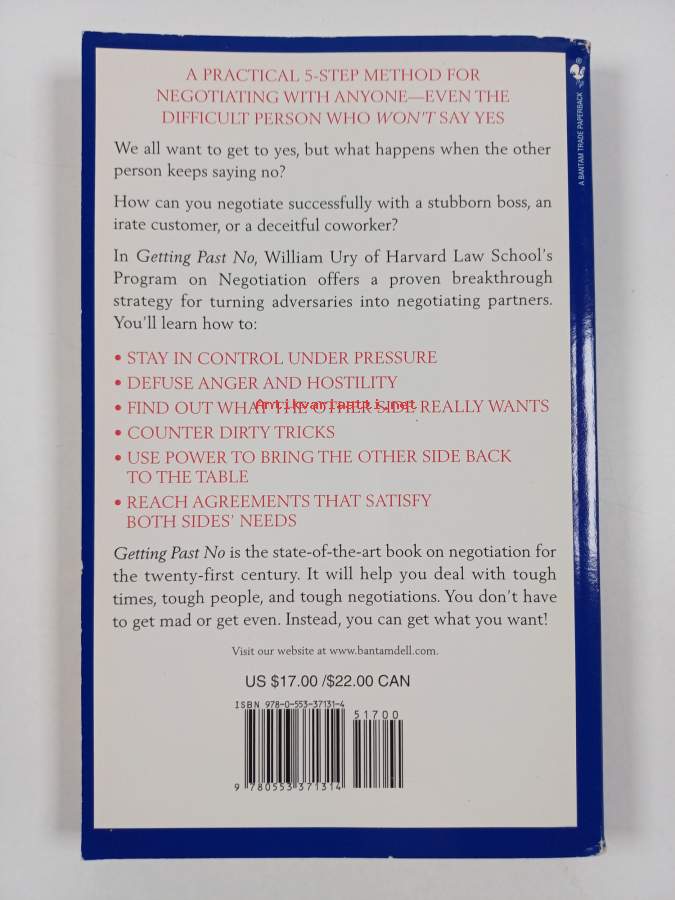 A PRACTICAL 5-STEP METHOD FOR
NEGOTIATING WITH ANYONE—EVEN THE
DIFFICULT PERSON WHO WON'T SAY YES
We all want to get to yes, but what happens when the other
person keeps saying no?
How can you negotiate successfully with a stubborn boss, an
irate customer, or a deceitful coworker?
In Getting Past No, William Ury of Harvard Law School's
Program on Negotiation offers a proven breakthrough
strategy for turning adversaries into negotiating partners.
You'll learn how to:
• STAY IN CONTROL UNDER PRESSURE
• DEFUSE ANGER AND HOSTILITY
• FIND OUT WHAT THE OTHER SIDE REALLY WANTS
Antikvariaatti.net
• COUNTER DIRTY TRICKS
• USE POWER TO BRING THE OTHER SIDE BACK
TO THE TABLE
• REACH AGREEMENTS THAT SATISFY
BOTH SIDES' NEEDS
Getting Past No is the state-of-the-art book on negotiation for
the twenty-first century. It will help you deal with tough
times, tough people, and tough negotiations. You don't have
to get mad or get even. Instead, you can get what you want!
Visit our website at www.bantamdell.com.
US $17.00 /$22.00 CAN
ISBN 978-0-553-37131-4
51700
9 780553 371314
A BANTAM TRADE PAPERBACK